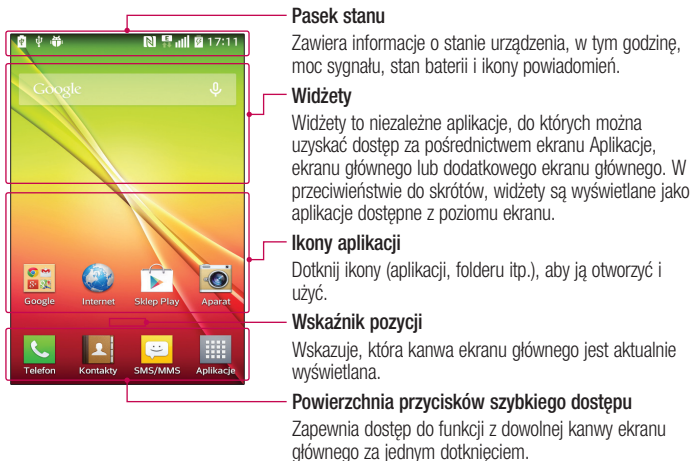 17:11
Google
Google
Internet
Sklep Play
Aparat
Telefon
Kontakty
SMS/MMS
Aplikacje
Pasek stanu
Zawiera informacje o stanie urządzenia, w tym godzinę,
moc sygnału, stan baterii i ikony powiadomień.
Widżety
Widżety to niezależne aplikacje, do których można
uzyskać dostęp za pośrednictwem ekranu Aplikacje,
ekranu głównego lub dodatkowego ekranu głównego. W
przeciwieństwie do skrótów, widżety są wyświetlane jako
aplikacje dostępne z poziomu ekranu.
Ikony aplikacji
Dotknij ikony (aplikacji, folderu itp.), aby ją otworzyć i
użyć.
Wskaźnik pozycji
Wskazuje, która kanwa ekranu głównego jest aktualnie
wyświetlana.
Powierzchnia przycisków szybkiego dostępu
Zapewnia dostęp do funkcji z dowolnej kanwy ekranu
głównego za jednym dotknięciem.